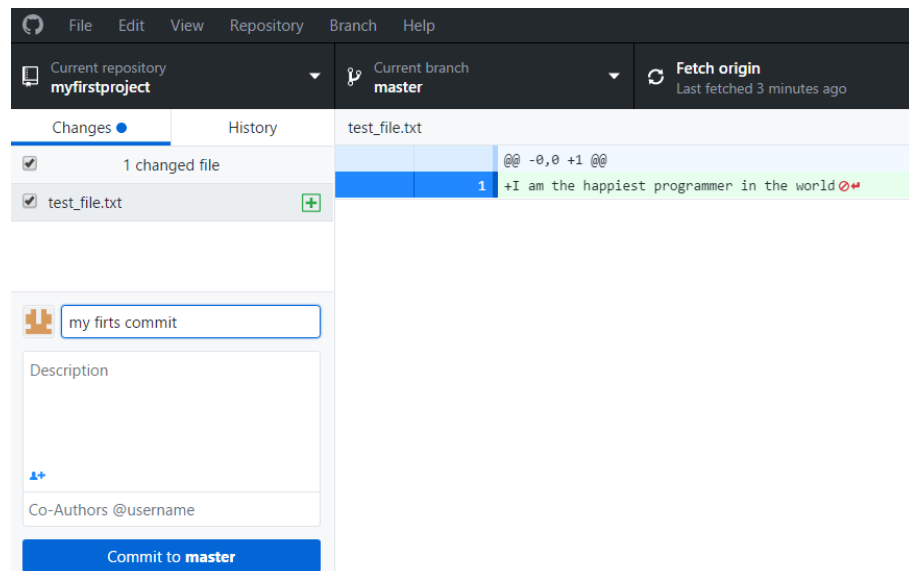 File Edit View Repository Branch Help
Current repository
myfirstproject
Current branch
master
Fetch origin
Last fetched 3 minutes ago
Changes
History
1 changed file
test_file.txt
test_file.txt
@@ -0,0 +1 @@
1 +I am the happiest programmer in the world
my firts commit
Description
Co-Authors @username
Commit to master